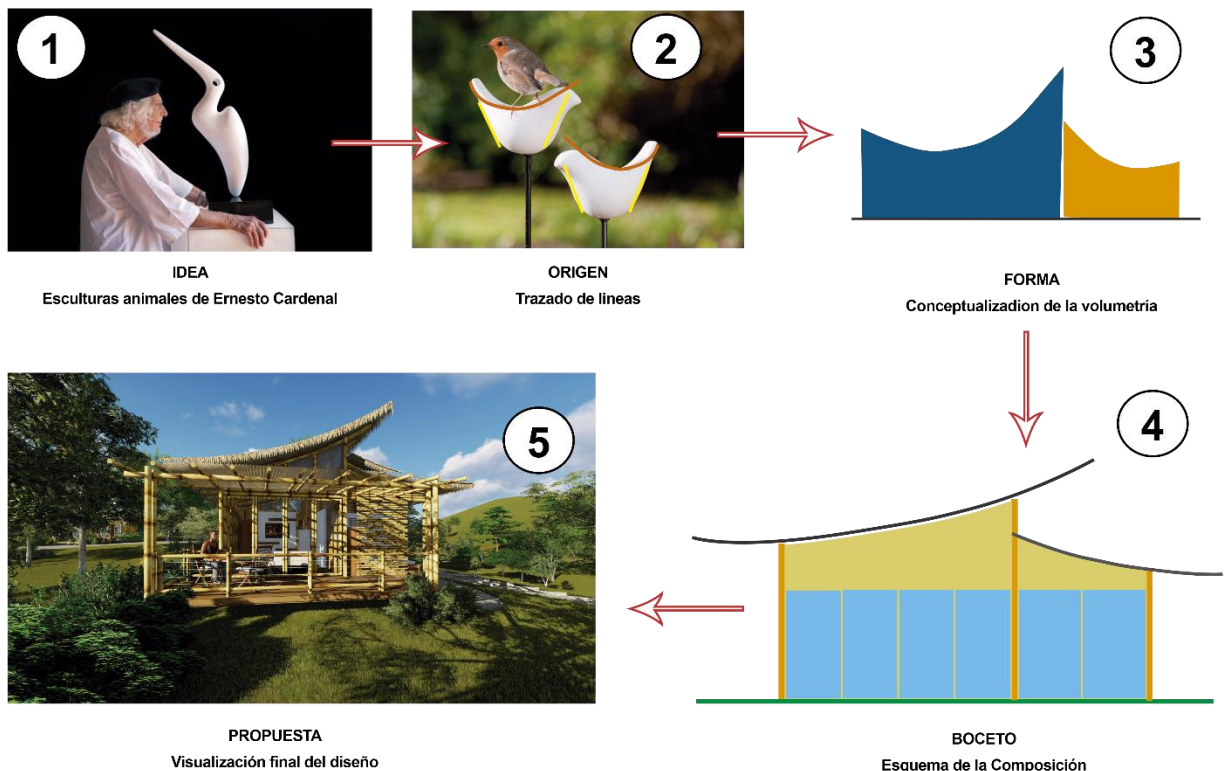 1
IDEA
Esculturas animales de Ernesto Cardenal
2
ORIGEN
Trazado de lineas
3
FORMA
Conceptualizadion de la volumetría
4
BOCETO
Esquema de la Composición
5
PROPUESTA
Visualización final del diseño